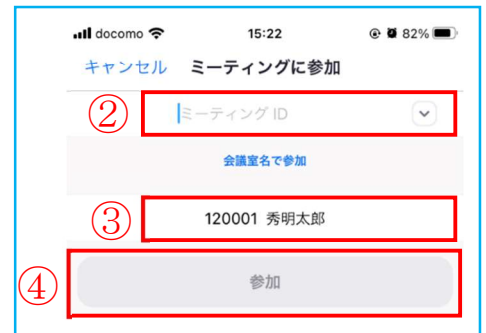 docomo 15:22 82%
キャンセル ミーティングに参加
② ミーティング ID
会議室名で参加
③ 120001 秀明太郎
④ 参加